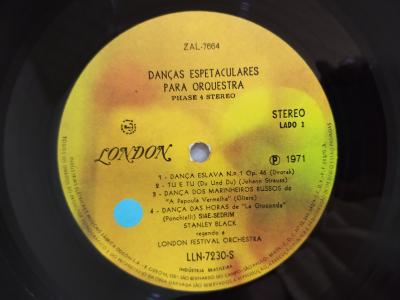 ZAL-7664
DANÇAS ESPETACULARES
PARA ORQUESTRA
PHASE 4 STEREO
STEREO
LADO 1
LONDON
℗ 1971
1 - DANÇA ESLAVA N.o 1 Op. 46 (Dvorak)
2 - TU E TU (Du Und Du) (Johann Strauss)
3 - DANÇA DOS MARINHEIROS RUSSOS de
"A Papoula Vermelha" (Gliere)
4 - DANÇA DAS HORAS de "La Gioconda"
(Ponchielli) SIAE-SEDRIM
STANLEY BLACK
regendo a
LONDON FESTIVAL ORCHESTRA
LLN-7230-S
INDÚSTRIA BRASILEIRA